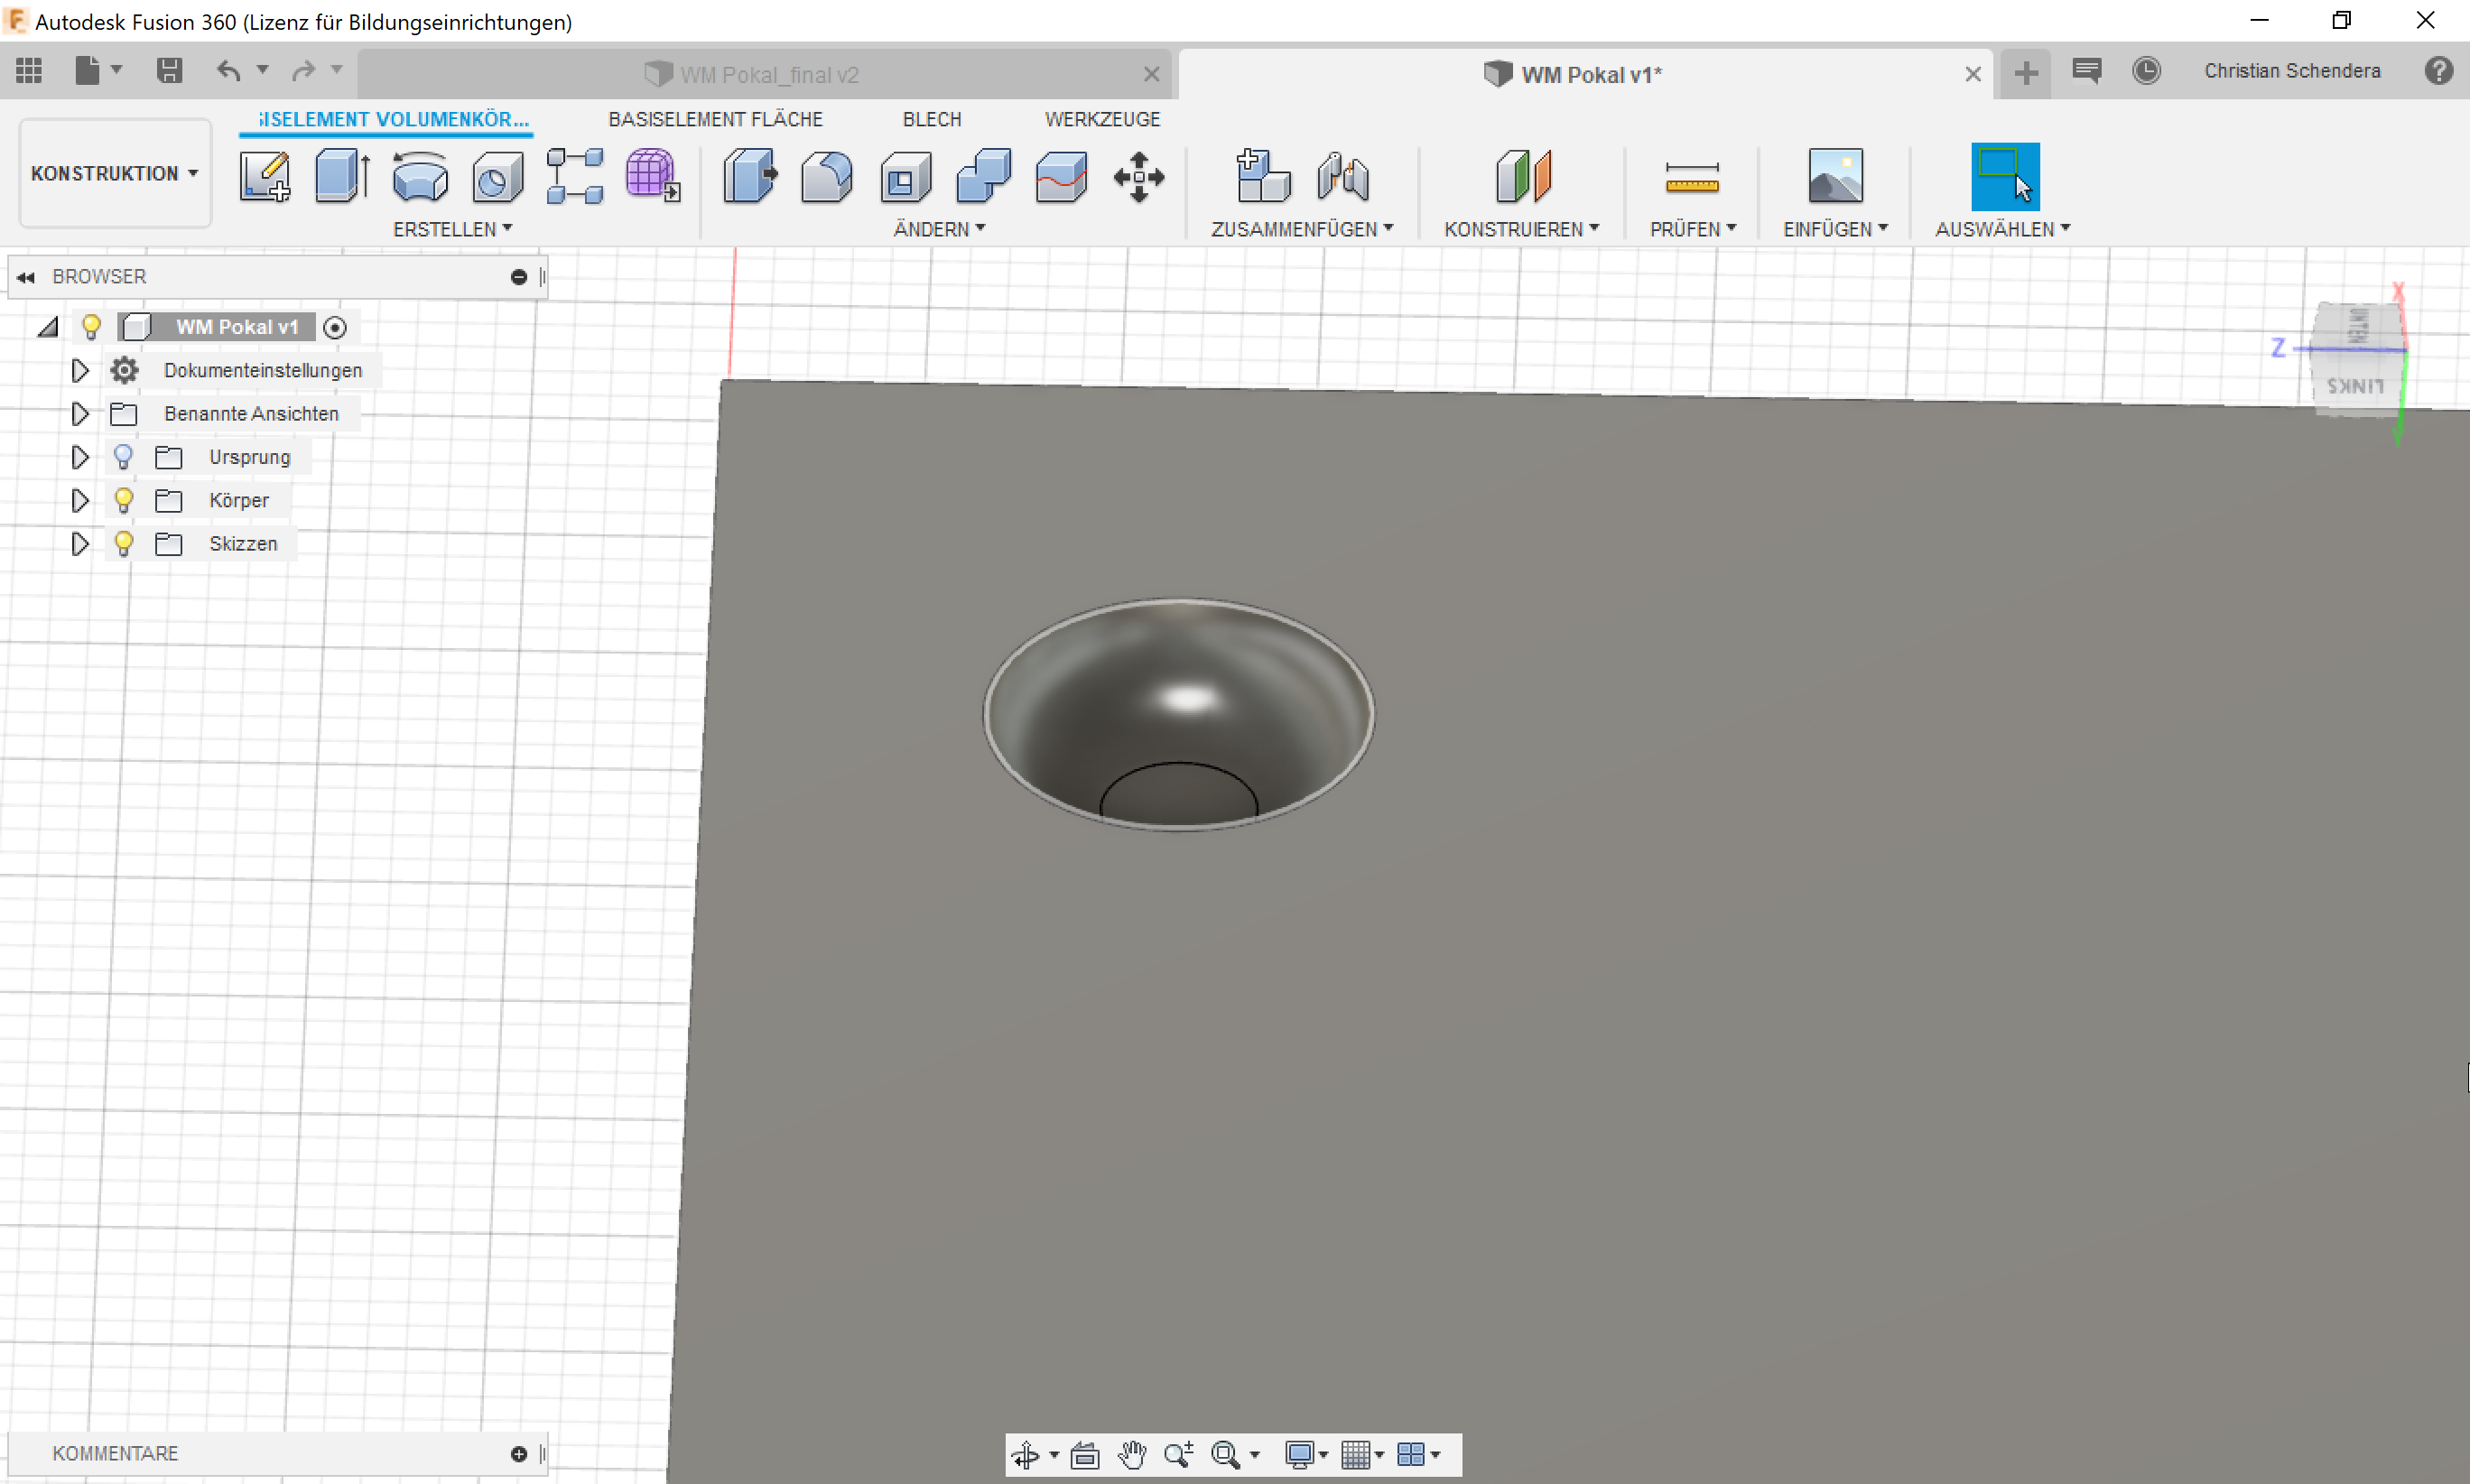 Autodesk Fusion 360 (Lizenz für Bildungseinrichtungen)
WM Pokal_final v2
WM Pokal v1*
Christian Schendera
KONSTRUKTION
ISELEMENT VOLUMENKÖR...
BASISELEMENT FLÄCHE
BLECH
WERKZEUGE
ERSTELLEN
ÄNDERN
ZUSAMMENFÜGEN
KONSTRUIEREN
PRÜFEN
EINFÜGEN
AUSWÄHLEN
BROWSER
WM Pokal v1
Dokumenteinstellungen
Benannte Ansichten
Ursprung
Körper
Skizzen
X
UNTEN
Z
LINKS
KOMMENTARE